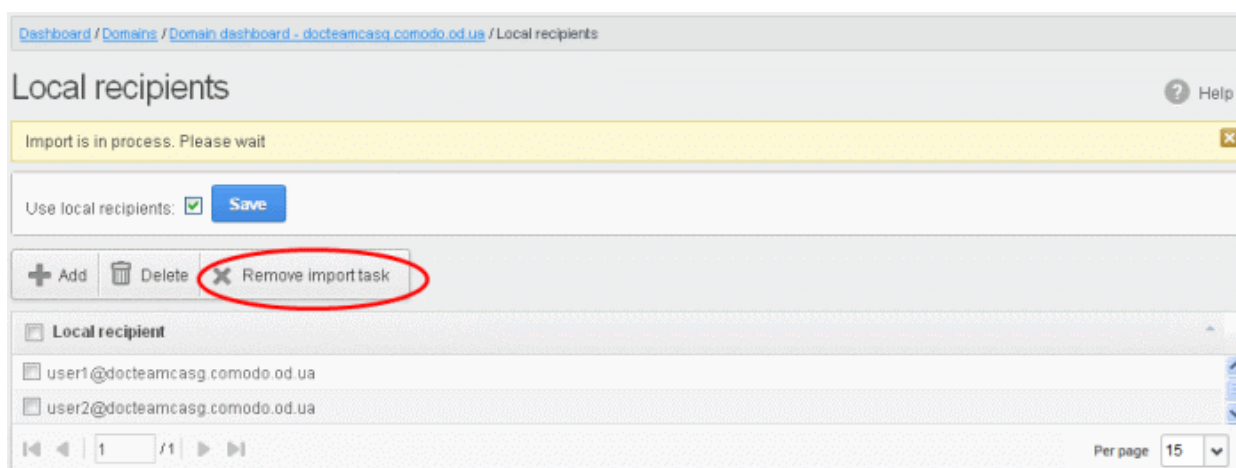 Dashboard / Domains / Domain dashboard - docteamcasg.comodo.od.ua / Local recipients
Local recipients
? Help
Import is in process. Please wait
Use local recipients: Save
Add Delete Remove import task
Local recipient
user1@docteamcasg.comodo.od.ua
user2@docteamcasg.comodo.od.ua
1 /1 Per page 15